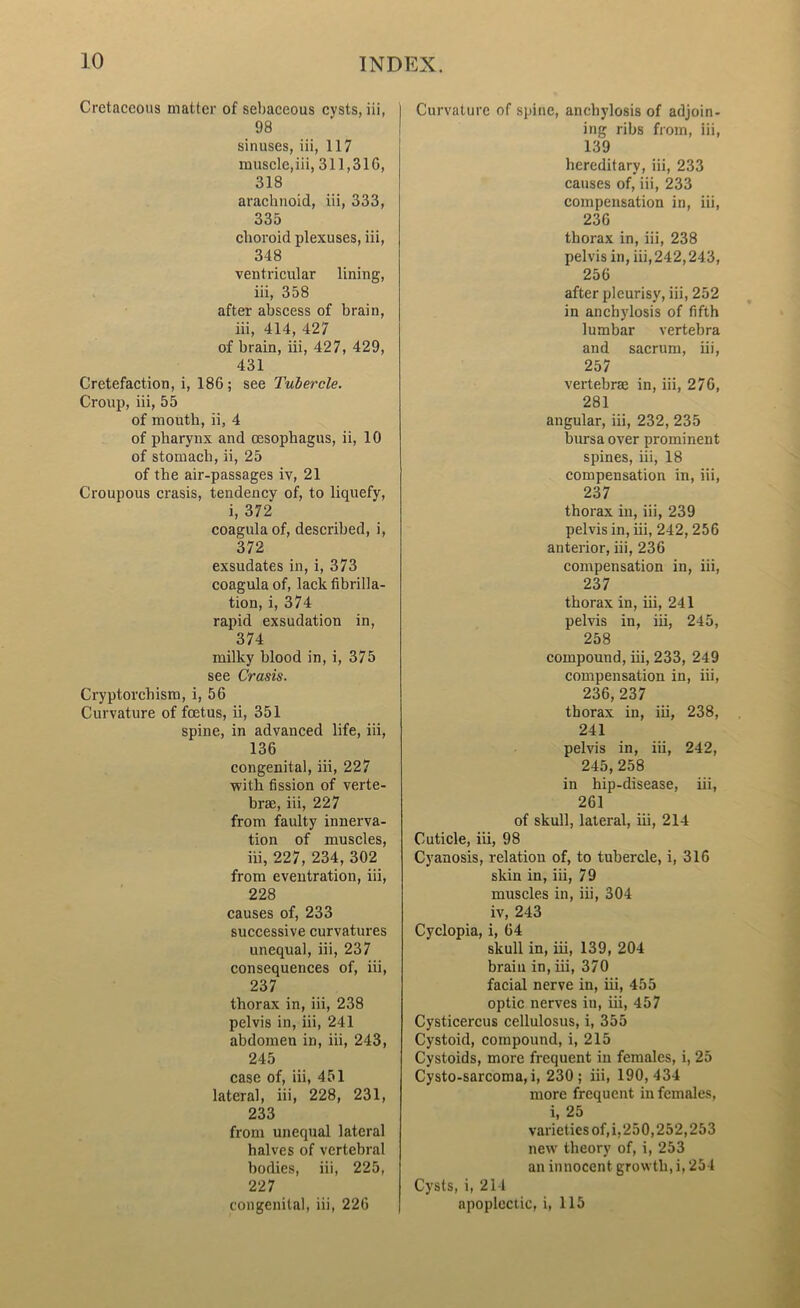 10
INDEX.
Cretaceous matter of sebaceous cysts, iii,
98
sinuses, iii, 117
muscle, iii, 311, 316,
318
arachnoid, iii, 333,
335
choroid plexuses, iii,
348
ventricular lining,
iii, 358
after abscess of brain,
iii, 414, 427
of brain, iii, 427, 429,
431
Cretefaction, i, 186; see Tubercle.
Croup, iii, 55
of mouth, ii, 4
of pharynx and œsophagus, ii, 10
of stomach, ii, 25
of the air-passages iv, 21
Croupous crasis, tendency of, to liquefy,
i, 372
coagula of, described, i,
372
exsudates in, i, 373
coagula of, lack fibrilla-
tion, i, 374
rapid exsudation in,
374
milky blood in, i, 375
see Crasis.
Cryptorchism, i, 56
Curvature of fœtus, ii, 351
spine, in advanced life, iii,
136
congenital, iii, 227
with fission of verte-
bræ, iii, 227
from faulty innerva-
tion of muscles,
iii, 227, 234, 302
from eventration, iii,
228
causes of, 233
successive curvatures
unequal, iii, 237
consequences of, iii,
237
thorax in, iii, 238
pelvis in, iii, 241
abdomen in, iii, 243,
245
case of, iii, 451
lateral, iii, 228, 231,
233
from unequal lateral
halves of vertebral
bodies, iii, 225,
227
congenital, iii, 226
Curvature of spine, anchylosis of adjoin-
ing ribs from, iii,
139
hereditary, iii, 233
causes of, iii, 233
compensation in, iii,
236
thorax in, iii, 238
pelvis in, iii, 242, 243,
256
after pleurisy, iii, 252
in anchylosis of fifth
lumbar vertebra
and sacrum, iii,
257
vertebræ in, iii, 276,
281
angular, iii, 232, 235
bursa over prominent
spines, iii, 18
compensation in, iii,
237
thorax in, iii, 239
pelvis in, iii, 242, 256
anterior, iii, 236
compensation in, iii,
237
thorax in, iii, 241
pelvis in, iii, 245,
258
compound, iii, 233, 249
compensation in, iii,
236, 237
thorax in, iii, 238,
241
pelvis in, iii, 242,
245, 258
in hip-disease, iii,
261
of skull, lateral, iii, 214
Cuticle, iii, 98
Cyanosis, relation of, to tubercle, i, 316
skin in, iii, 79
muscles in, iii, 304
iv, 243
Cyclopia, i, 64
skull in, iii, 139, 204
brain in, iii, 370
facial nerve in, iii, 455
optic nerves in, iii, 457
Cysticercus cellulosus, i, 355
Cystoid, compound, i, 215
Cystoids, more frequent in females, i, 25
Cysto-sarcoma, i, 230; iii, 190, 434
more frequent in females,
i, 25
varieties of, i, 250, 252, 253
new theory of, i, 253
an innocent growth, i, 254
Cysts, i, 214
apoplectic, i, 115